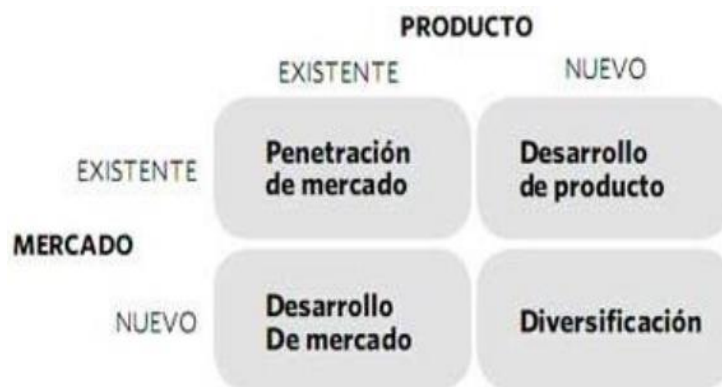 PRODUCTO
EXISTENTE NUEVO
EXISTENTE
Penetración
de mercado
Desarrollo
de producto
MERCADO
NUEVO
Desarrollo
De mercado
Diversificación